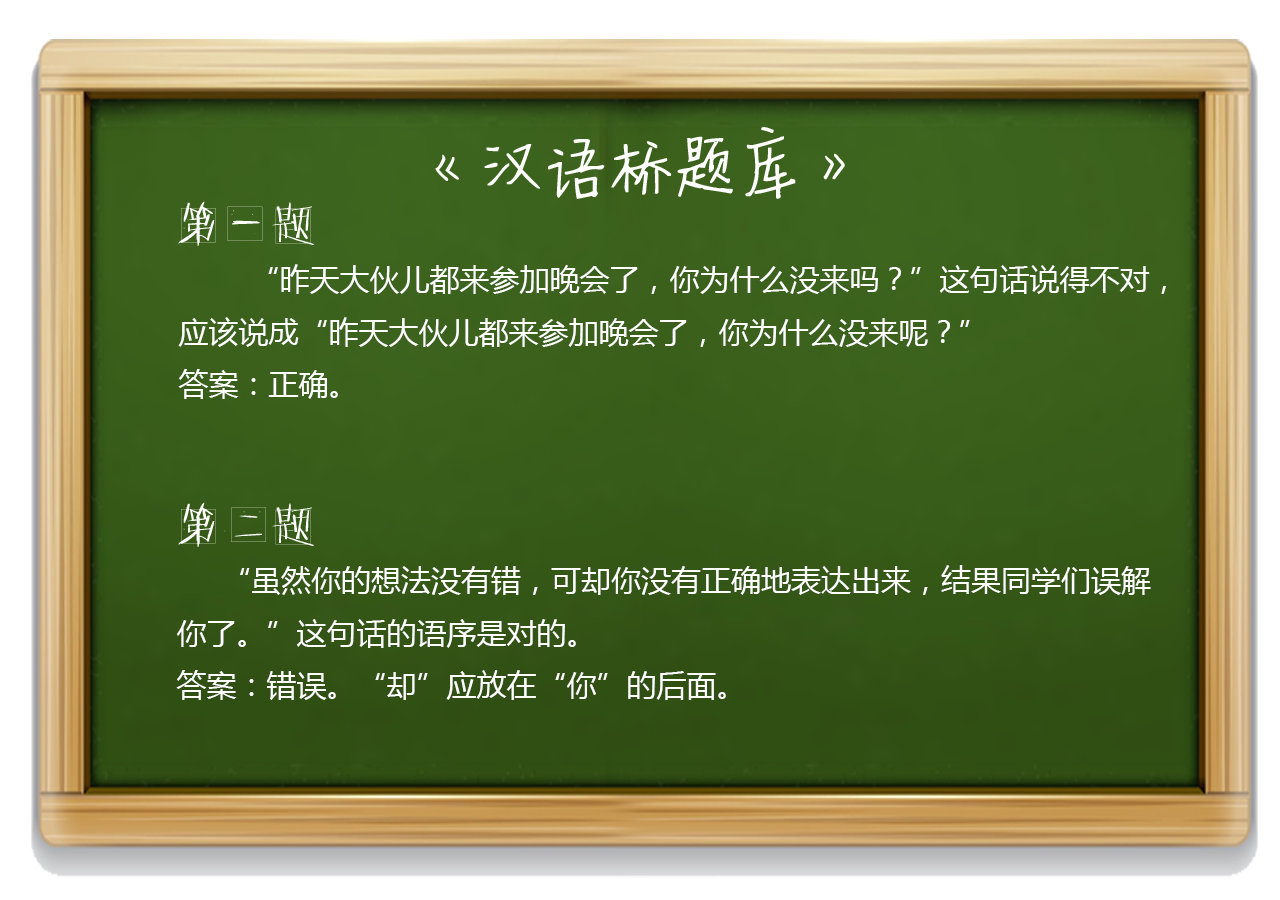 《汉语桥题库》
第一题
“昨天大伙儿都来参加晚会了，你为什么没来吗？”这句话说得不对，
应该说成“昨天大伙儿都来参加晚会了，你为什么没来呢？”
答案：正确。
第二题
“虽然你的想法没有错，可却你没有正确地表达出来，结果同学们误解
你了。”这句话的语序是对的。
答案：错误。“却”应放在“你”的后面。